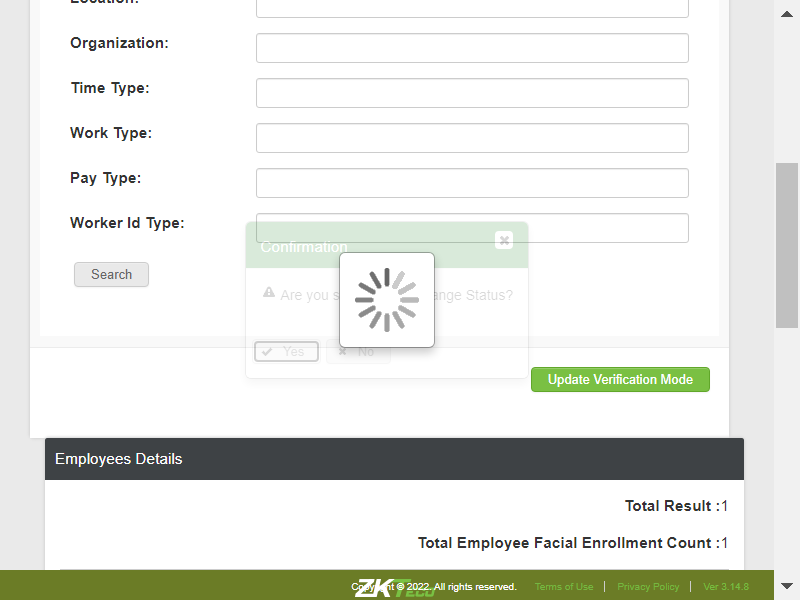 Location:
Organization:
Time Type:
Work Type:
Pay Type:
Worker Id Type:
Confirmation
Search
Are you s
ange Status?
Yes
No
Update Verification Mode
Employees Details
Total Result :1
Total Employee Facial Enrollment Count :1
ZKTeco
Copyright © 2022. All rights reserved.
Terms of Use | Privacy Policy | Ver 3.14.8